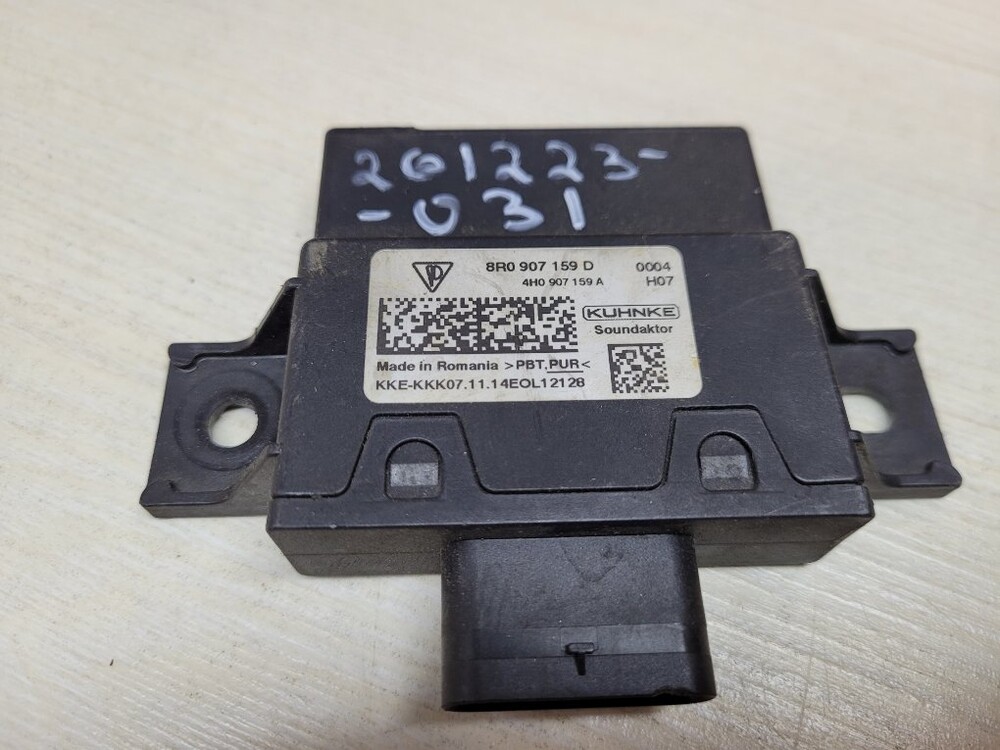 261223-
-031
8R0 907 159 D 0004
4H0 907 159 A H07
KUHNKE
Soundaktor
Made in Romania >PBT,PUR<
KKE-KKK07.11.14EOL12128